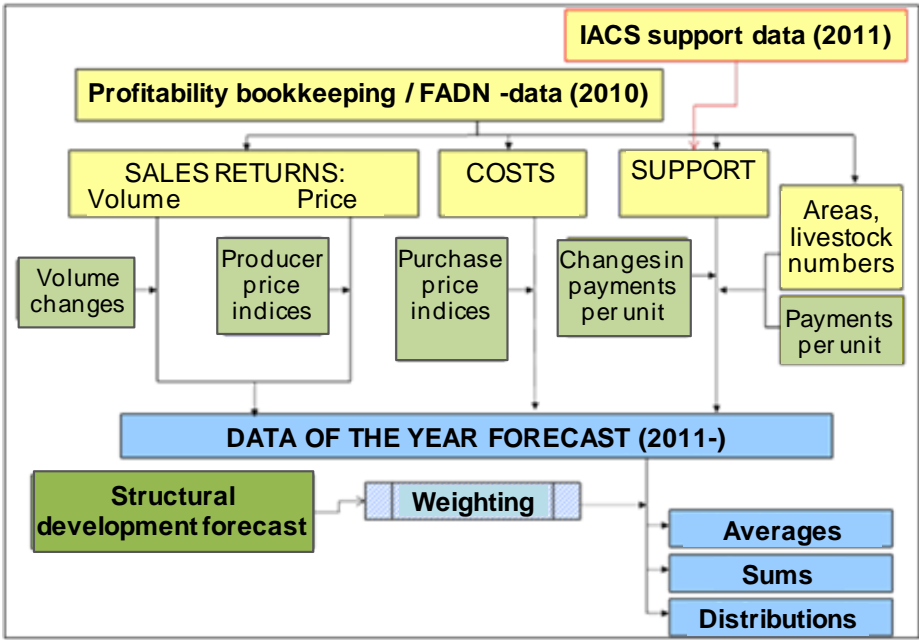 IACS support data (2011)
Profitability bookkeeping / FADN -data (2010)
SALES RETURNS:
Volume Price
COSTS
SUPPORT
Areas,
livestock
numbers
Volume
changes
Producer
price
indices
Purchase
price
indices
Changes in
payments
per unit
Payments
per unit
DATA OF THE YEAR FORECAST (2011-)
Structural
development forecast
Weighting
Averages
Sums
Distributions